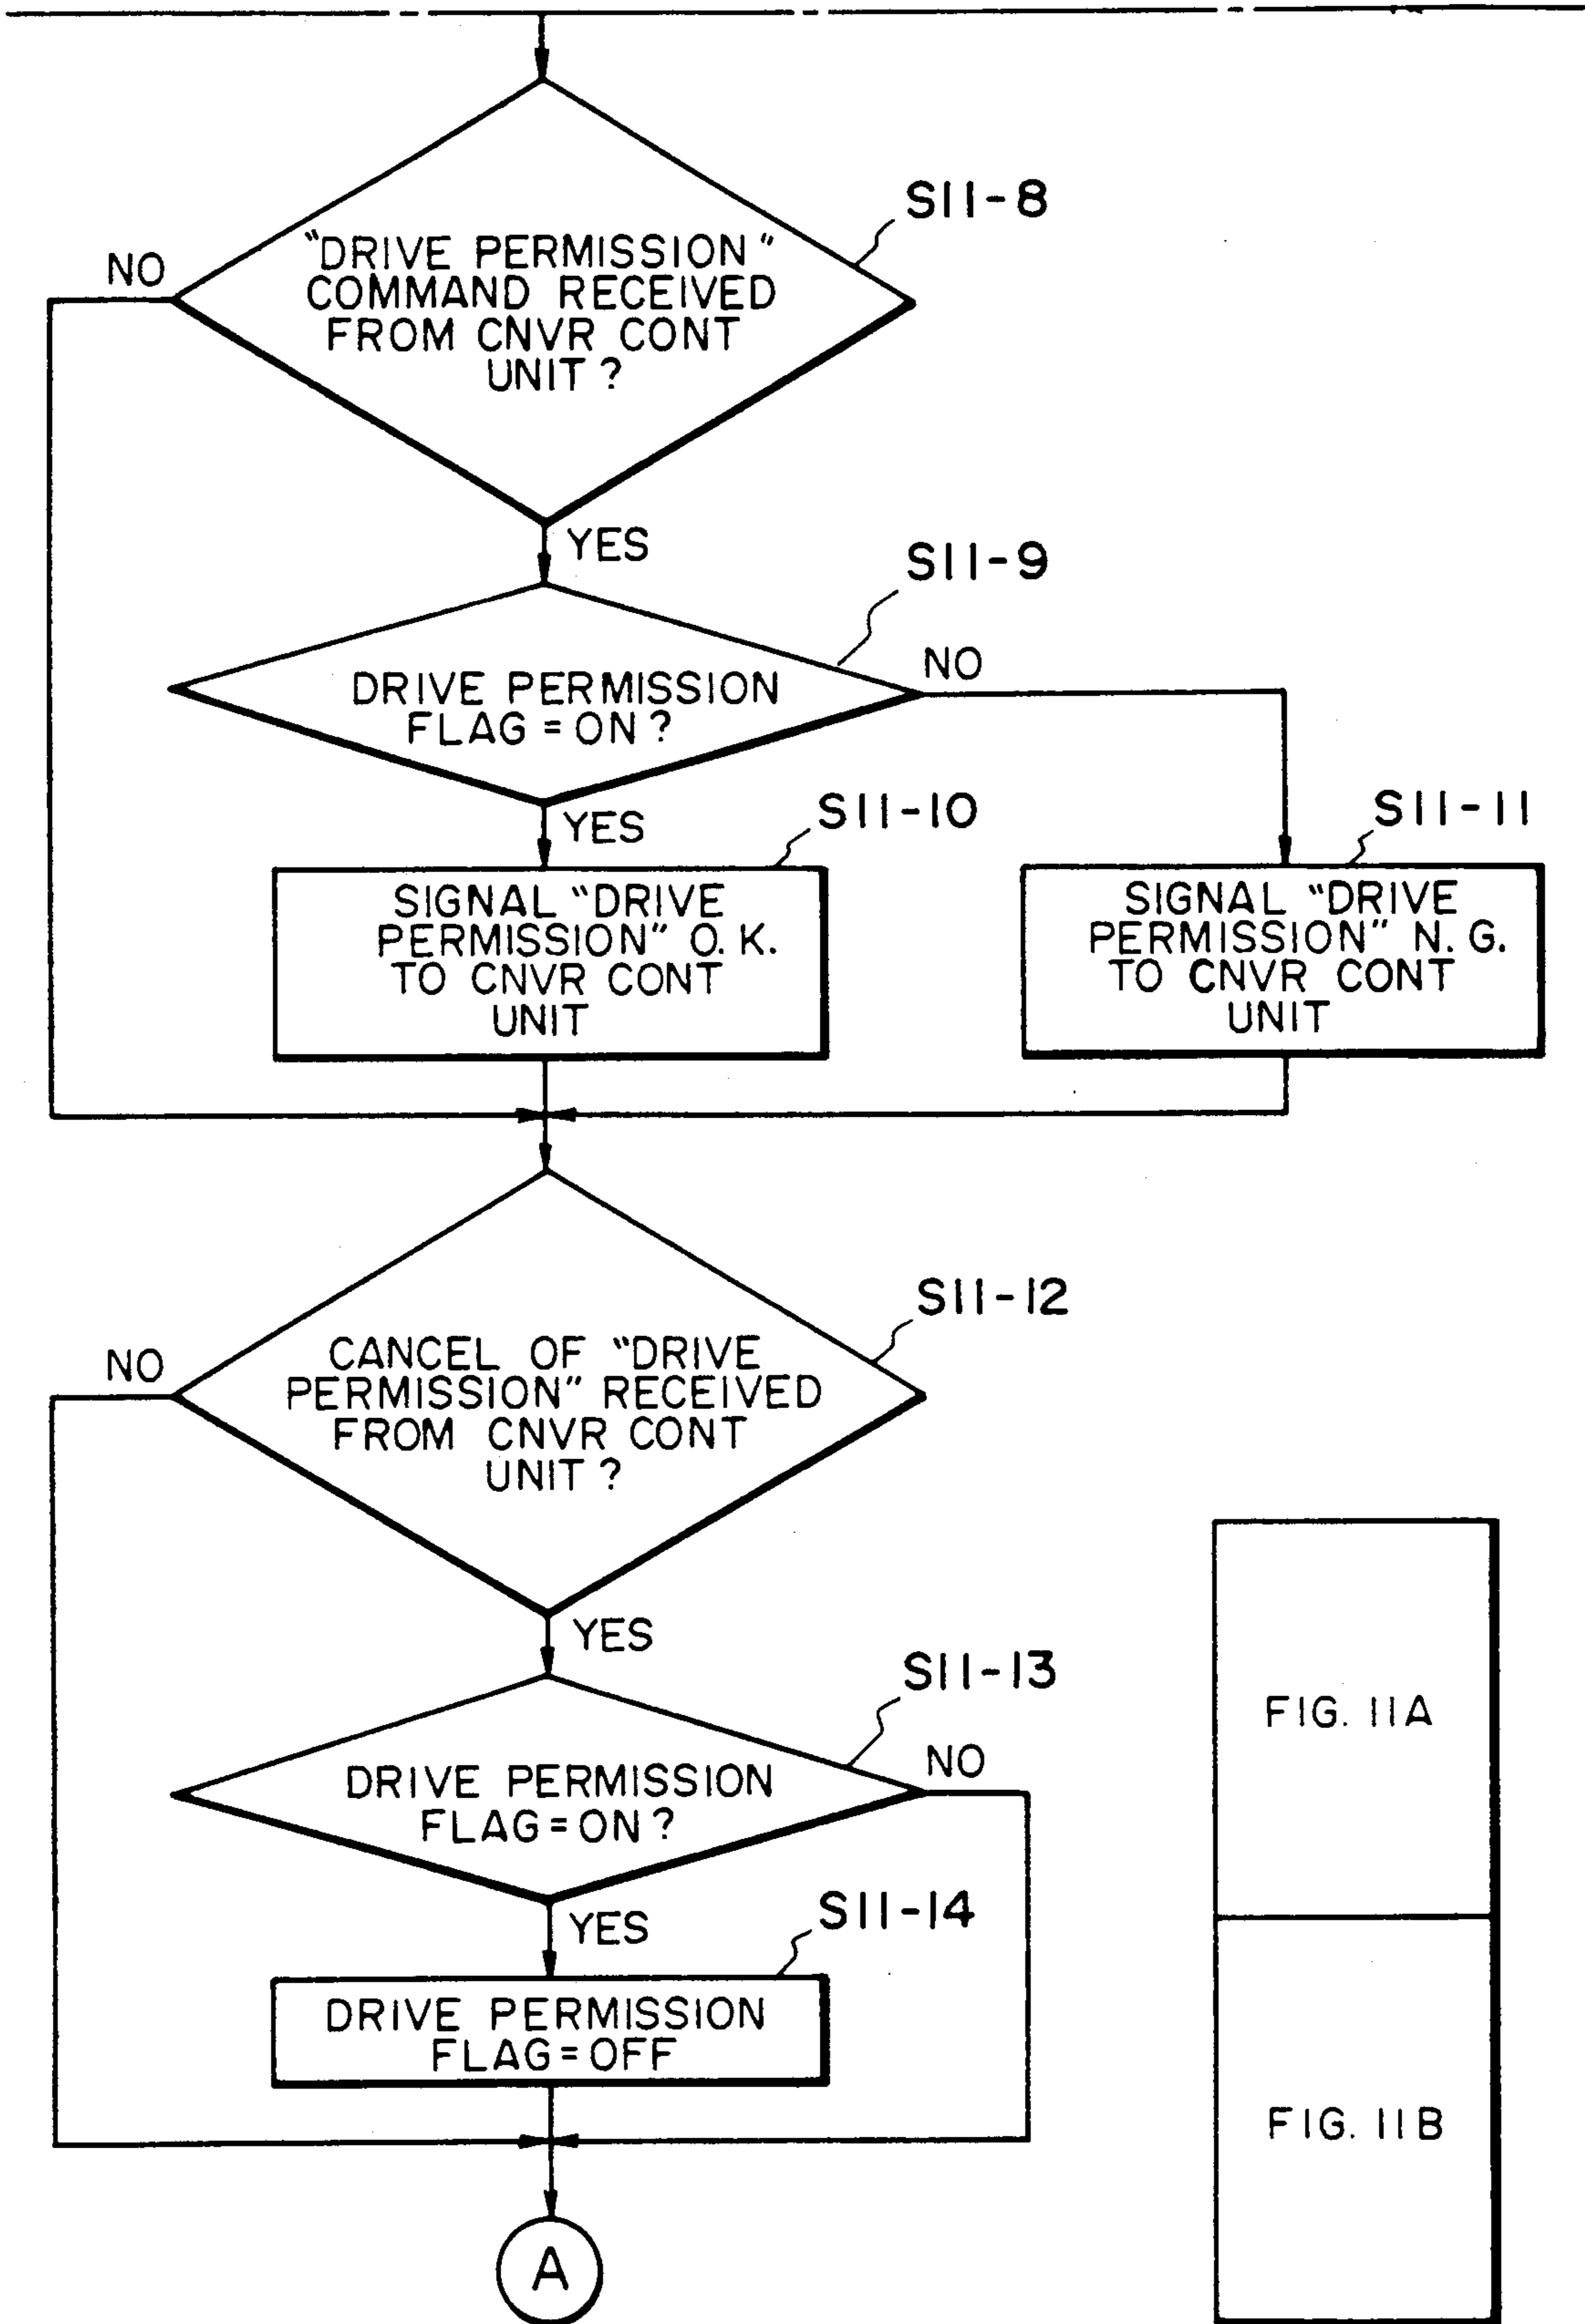 S11-8
NO
"DRIVE PERMISSION"
COMMAND RECEIVED
FROM CNVR CONT
UNIT?
YES
S11-9
NO
DRIVE PERMISSION
FLAG = ON?
YES
S11-10
S11-11
SIGNAL "DRIVE
PERMISSION" O.K.
TO CNVR CONT
UNIT
SIGNAL "DRIVE
PERMISSION" N.G.
TO CNVR CONT
UNIT
S11-12
NO
CANCEL OF "DRIVE
PERMISSION" RECEIVED
FROM CNVR CONT
UNIT?
YES
S11-13
NO
DRIVE PERMISSION
FLAG=ON?
YES
S11-14
DRIVE PERMISSION
FLAG=OFF
A
FIG. 11A
FIG. 11B